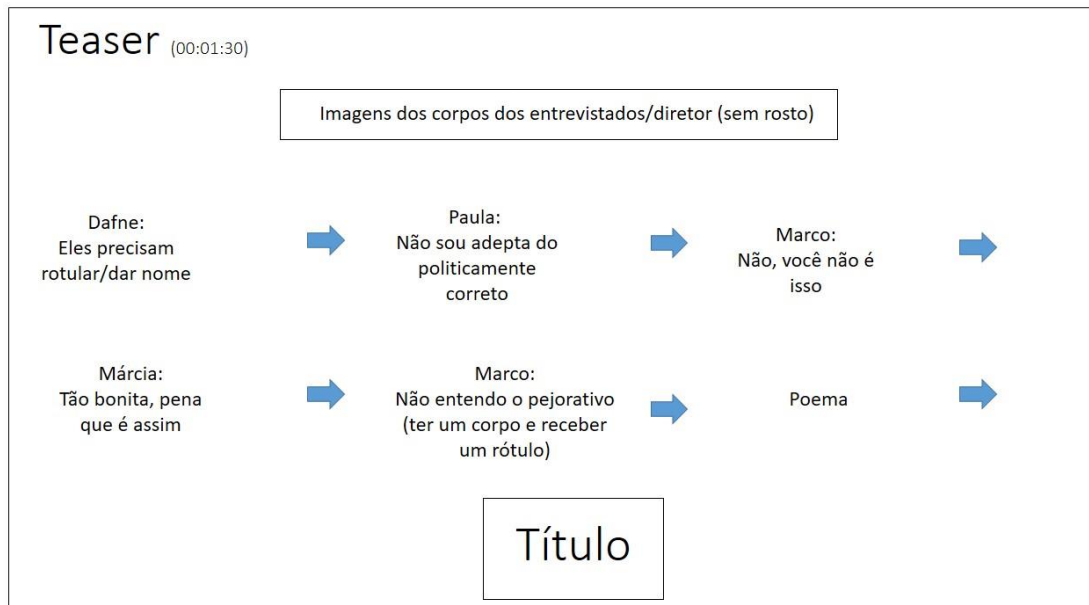 Teaser (00:01:30)
Imagens dos corpos dos entrevistados/diretor (sem rosto)
Dafne:
Eles precisam
rotular/dar nome
Paula:
Não sou adepta do
politicamente
correto
Marco:
Não, você não é
isso
Márcia:
Tão bonita, pena
que é assim
Marco:
Não entendo o pejorativo
(ter um corpo e receber
um rótulo)
Poema
Título